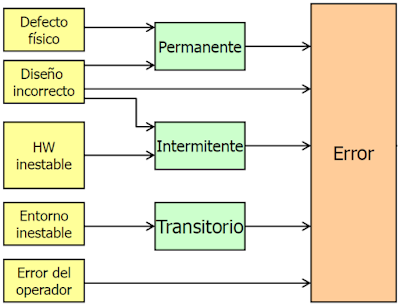 Defecto
físico
Permanente
Diseño
incorrecto
HW
inestable
Intermitente
Error
Entorno
inestable
Transitorio
Error del
operador